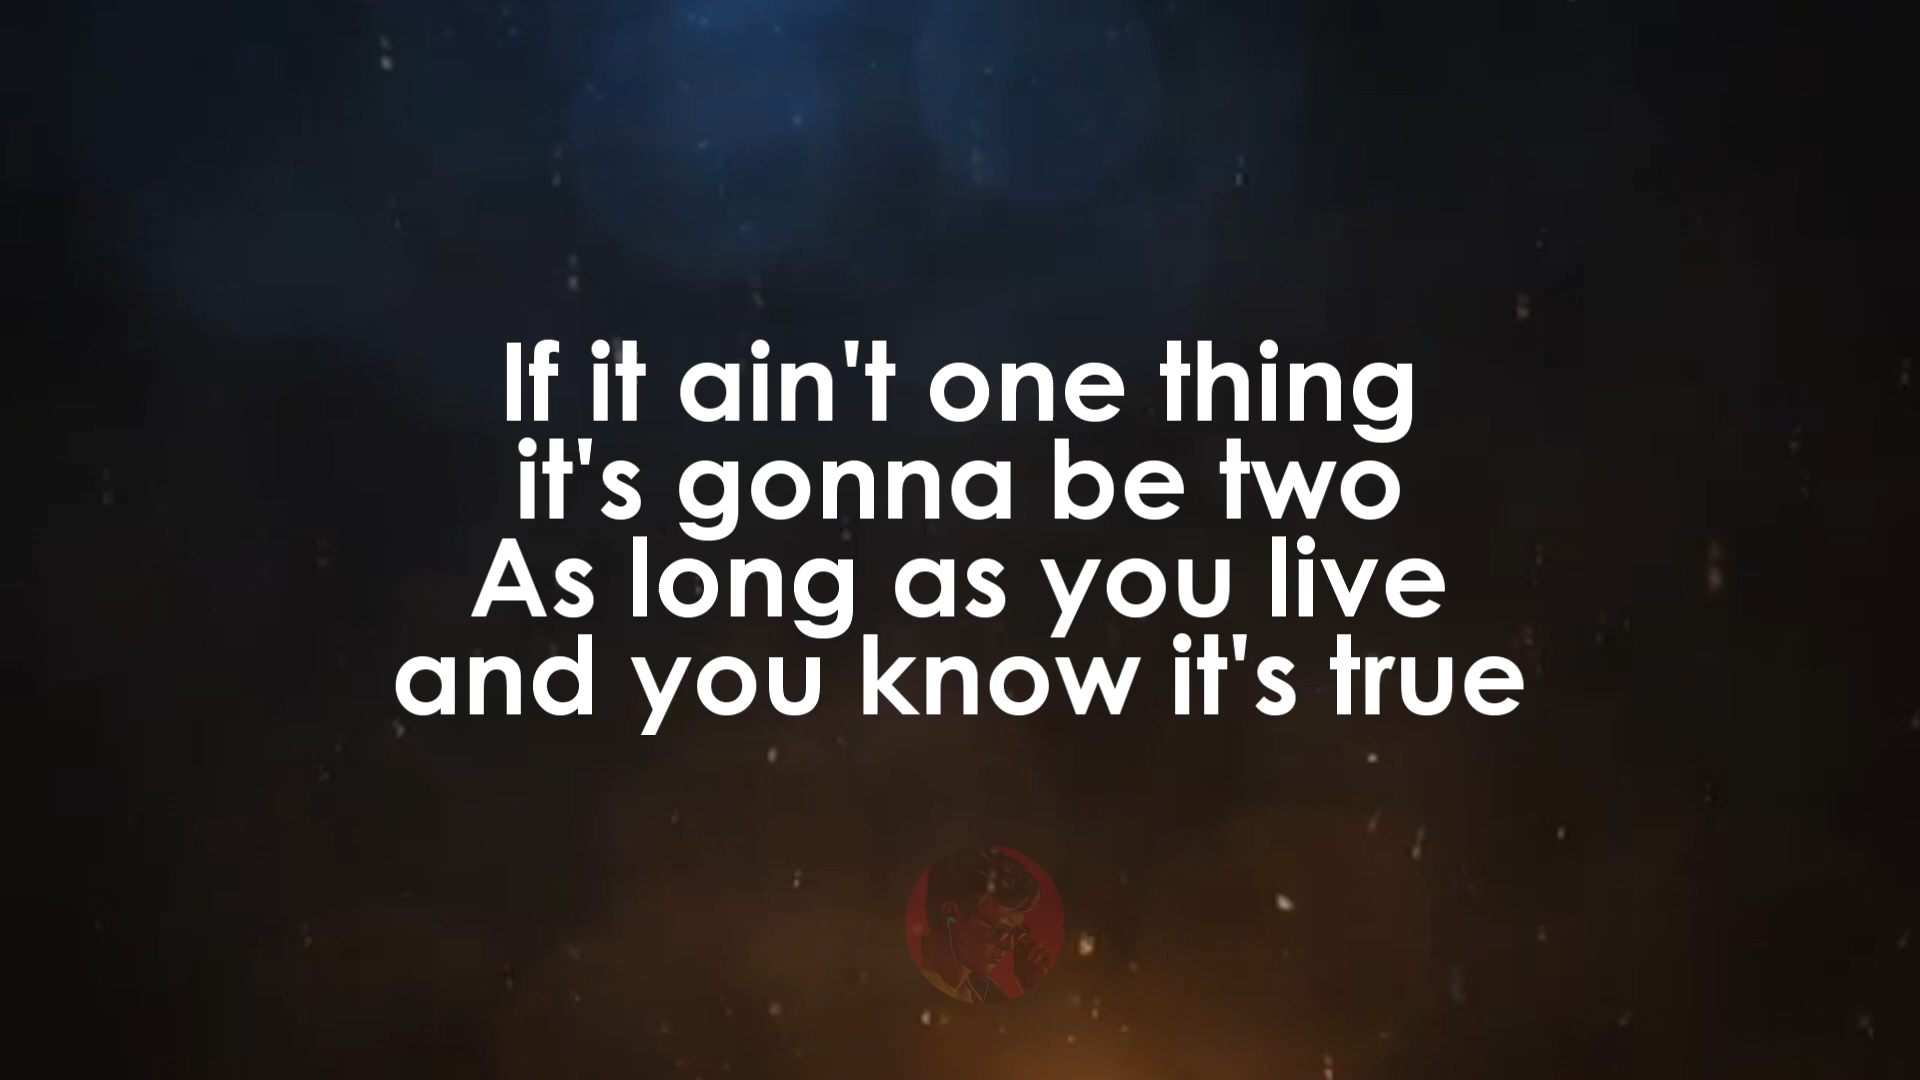 If it ain't one thing
it's gonna be two
As long as you live
and you know it's true